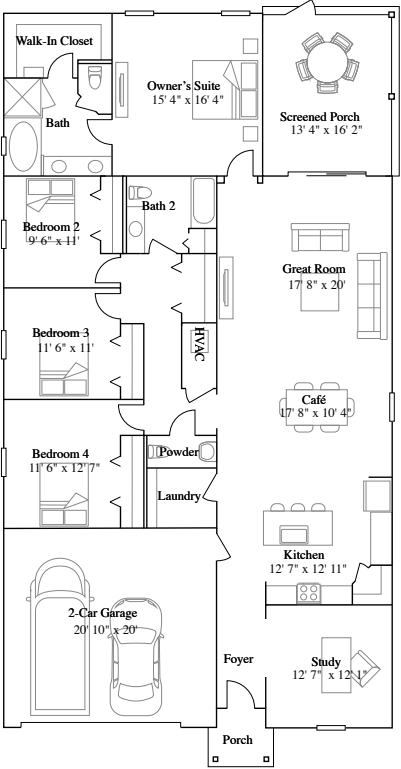 Walk-In Closet
Owner's Suite
15' 4" x 16' 4"
Screened Porch
13' 4" x 16' 2"
Bath
Bedroom 2
9' 6" x 11'
Bath 2
Great Room
17' 8" x 20'
Bedroom 3
11' 6" x 11'
HVAC
Café
17' 8" x 10' 4"
Bedroom 4
11' 6" x 12' 7"
Powder
Laundry
Kitchen
12' 7" x 12' 11"
2-Car Garage
20' 10" x 20'
Foyer
Study
12' 7" x 12' 1"
Porch